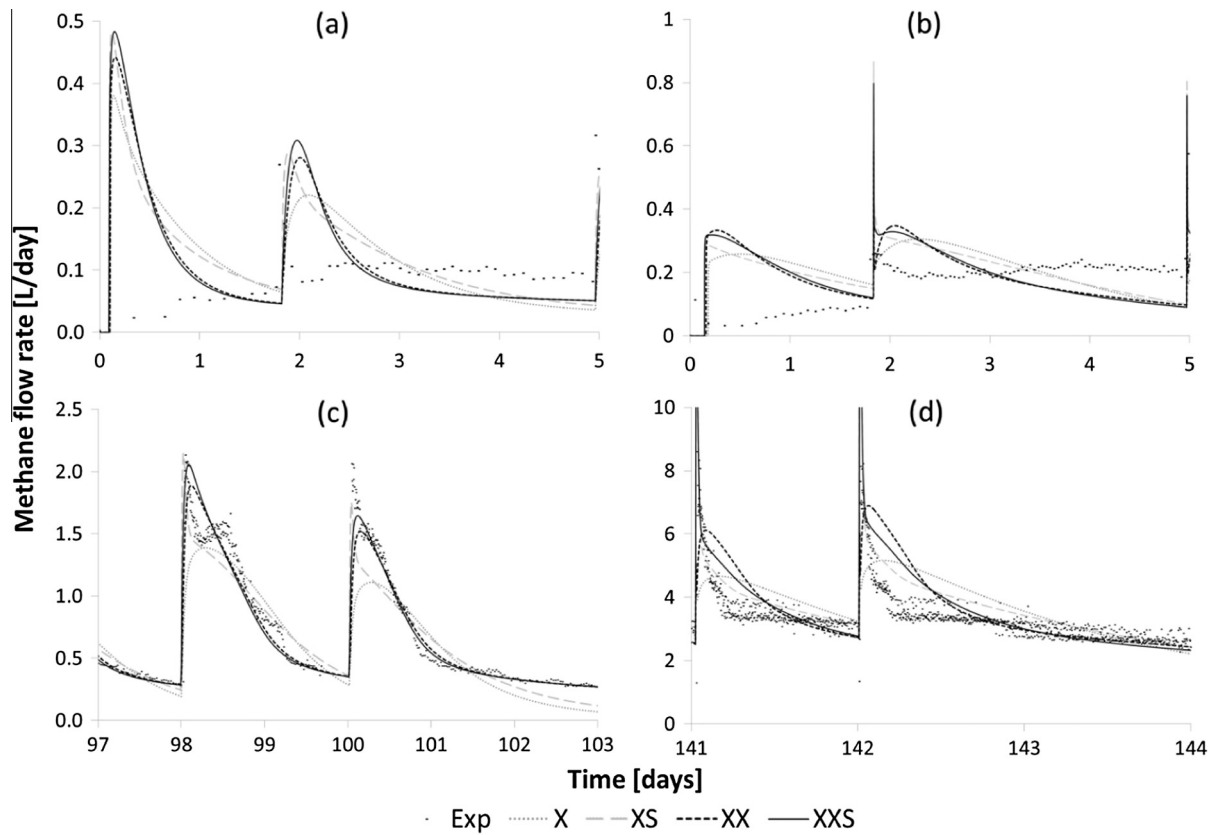 (a)
0.5
0.4
0.3
0.2
0.1
0.0
0 1 2 3 4 5
(b)
1
0.8
0.6
0.4
0.2
0
0 1 2 3 4 5
Methane flow rate [L/day]
(c)
2.5
2.0
1.5
1.0
0.5
0.0
97 98 99 100 101 102 103
(d)
10
8
6
4
2
0
141 142 143 144
Time [days]
Exp X XS XX XXS